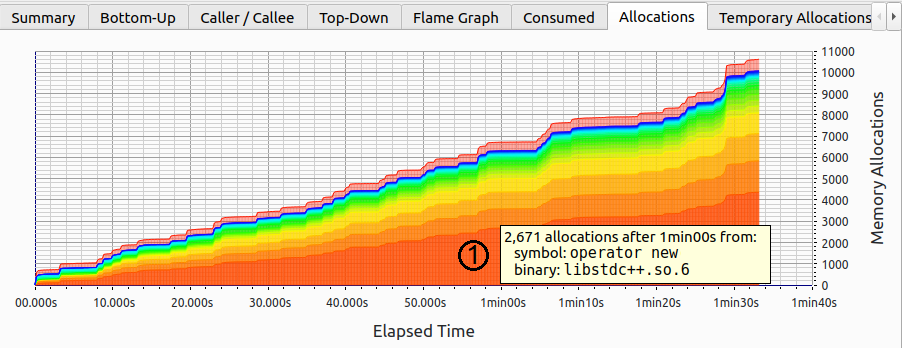 Summary Bottom-Up Caller / Callee Top-Down Flame Graph Consumed Allocations Temporary Allocations
11000
10000
9000
8000
7000
6000
5000
4000
3000
2000
1000
0
Memory Allocations
1
2,671 allocations after 1min00s from:
symbol: operator new
binary: libstdc++.so.6
00.000s 10.000s 20.000s 30.000s 40.000s 50.000s 1min00s 1min10s 1min20s 1min30s 1min40s
Elapsed Time